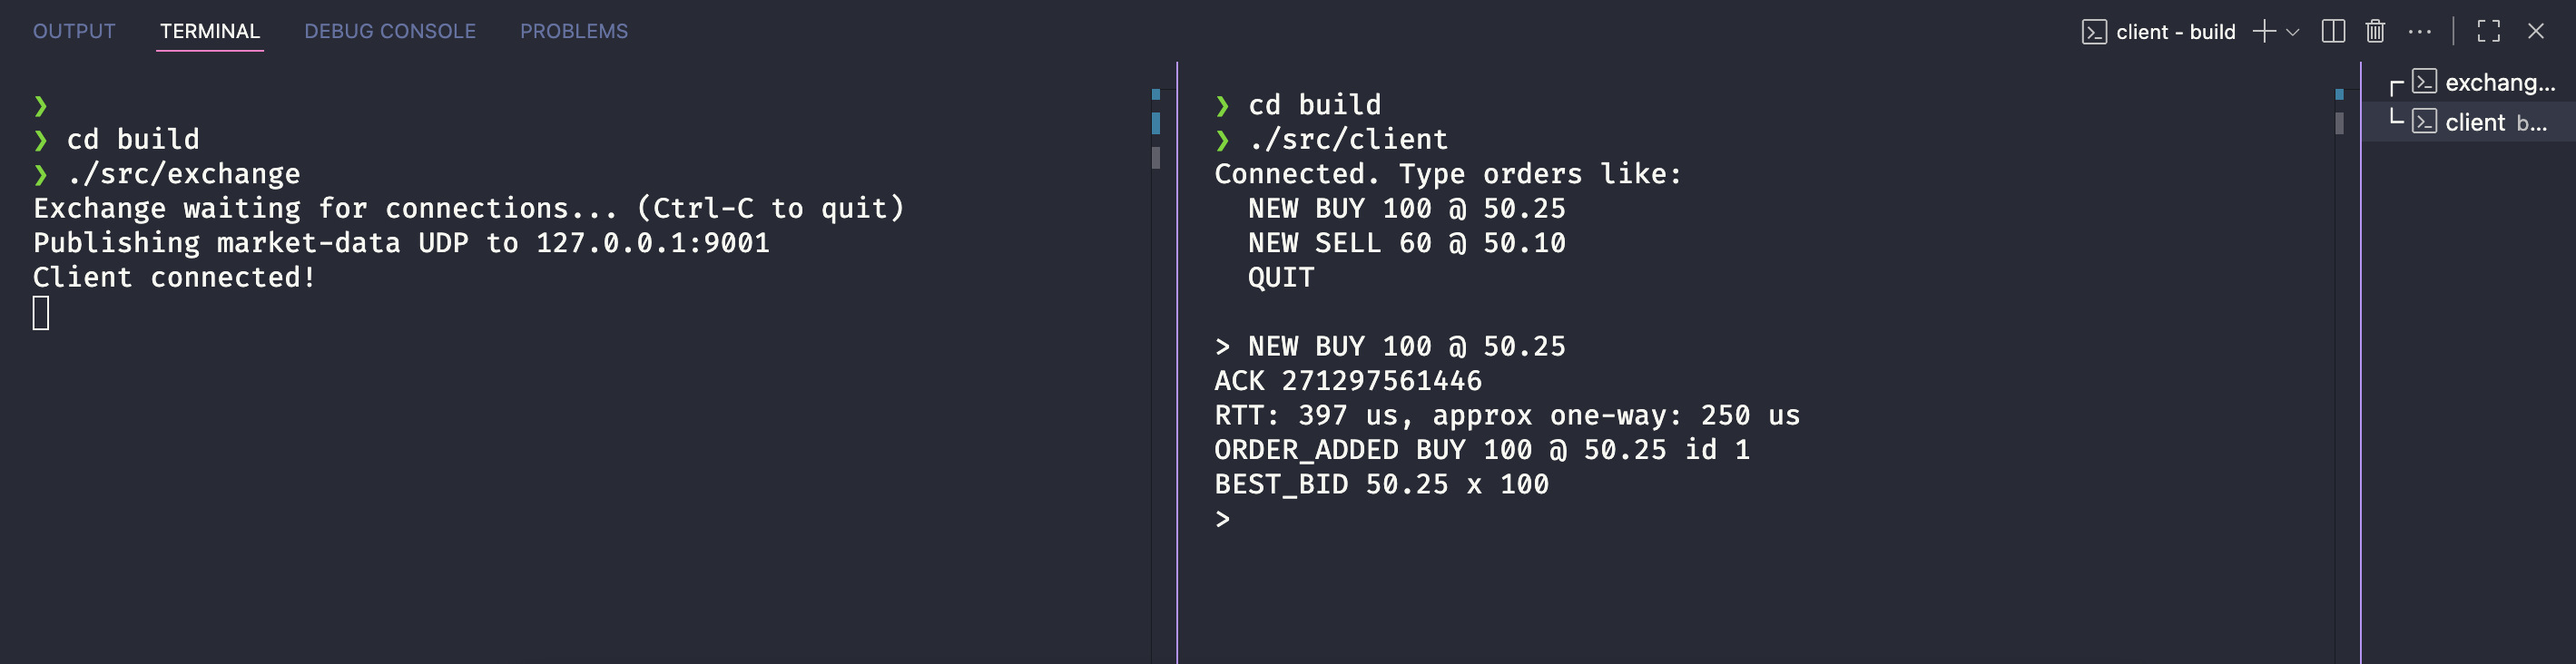 OUTPUT TERMINAL DEBUG CONSOLE PROBLEMS
client - build
❯
❯ cd build
❯ ./src/exchange
Exchange waiting for connections... (Ctrl-C to quit)
Publishing market-data UDP to 127.0.0.1:9001
Client connected!
❯ cd build
❯ ./src/client
Connected. Type orders like:
  NEW BUY 100 @ 50.25
  NEW SELL 60 @ 50.10
  QUIT
> NEW BUY 100 @ 50.25
ACK 271297561446
RTT: 397 us, approx one-way: 250 us
ORDER_ADDED BUY 100 @ 50.25 id 1
BEST_BID 50.25 x 100
>
exchang...
client b...